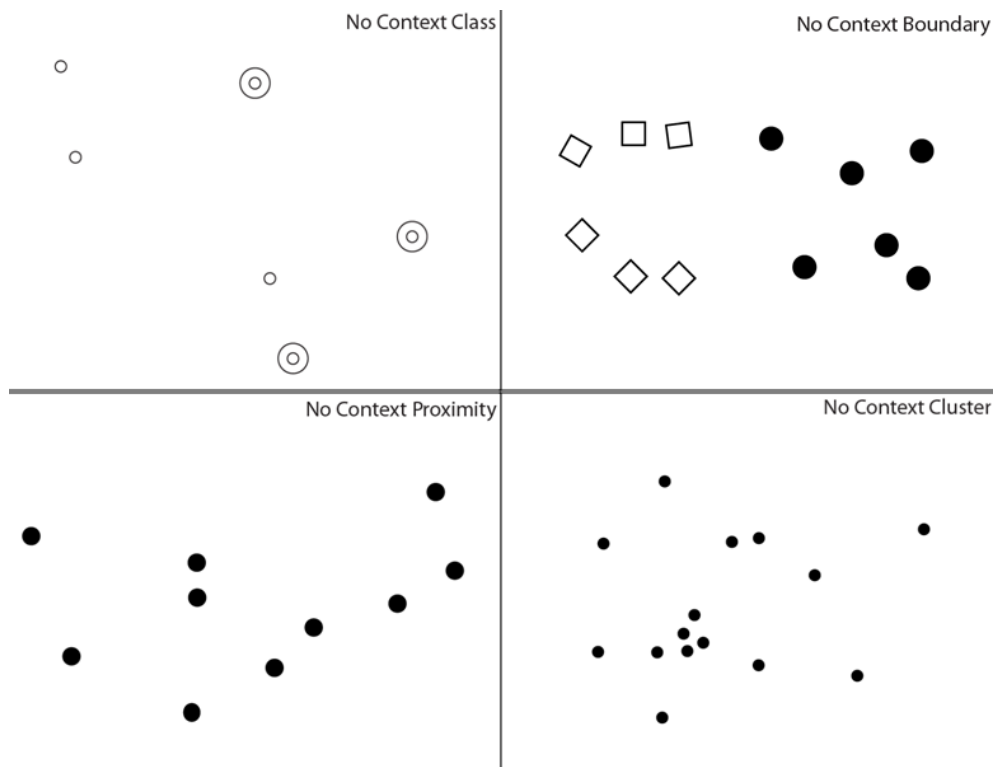 No Context Class
No Context Boundary
No Context Proximity
No Context Cluster